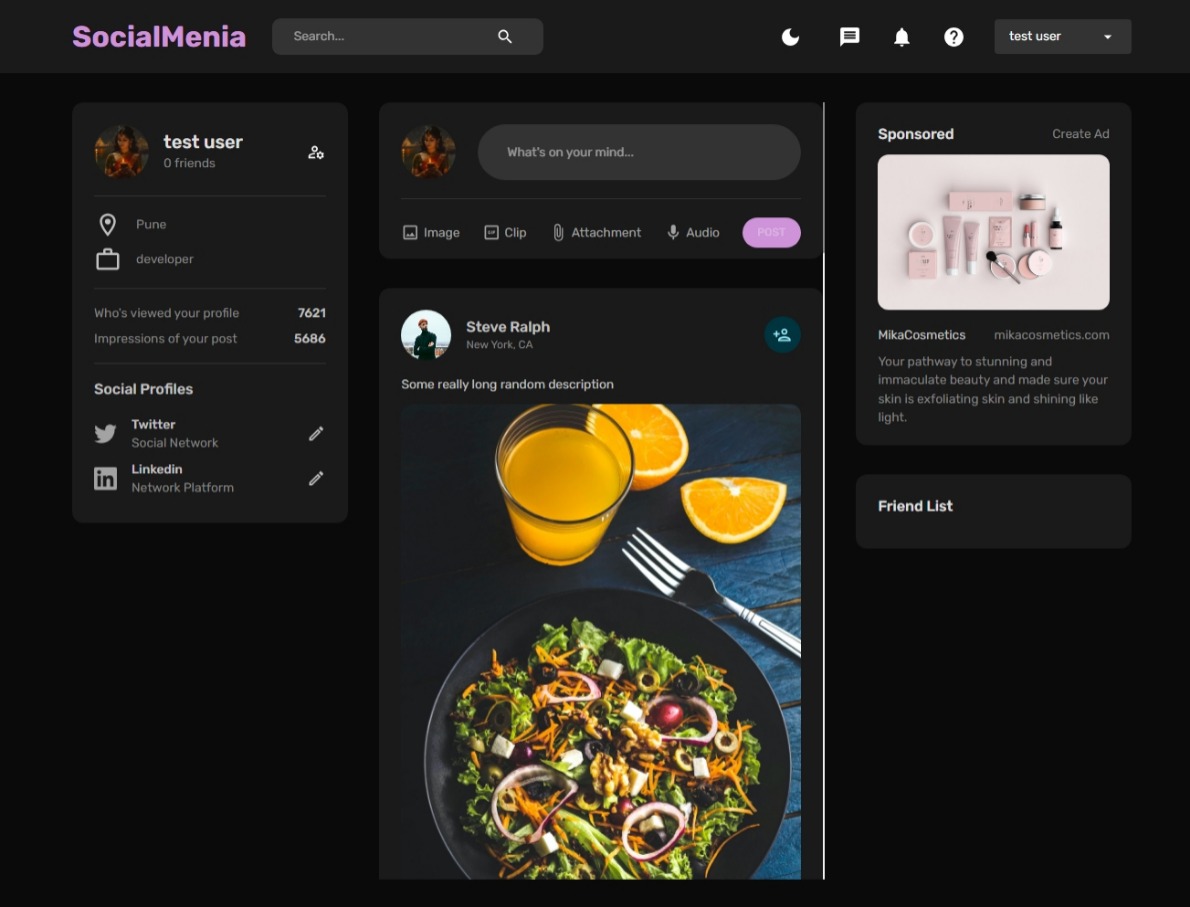 SocialMenia
Search...
test user
test user
0 friends
Pune
developer
Who's viewed your profile 7621
Impressions of your post 5686
Social Profiles
Twitter
Social Network
Linkedin
Network Platform
What's on your mind...
Image Clip Attachment Audio POST
Steve Ralph
New York, CA
Some really long random description
Sponsored Create Ad
MikaCosmetics mikacosmetics.com
Your pathway to stunning and
immaculate beauty and made sure your
skin is exfoliating skin and shining like
light.
Friend List